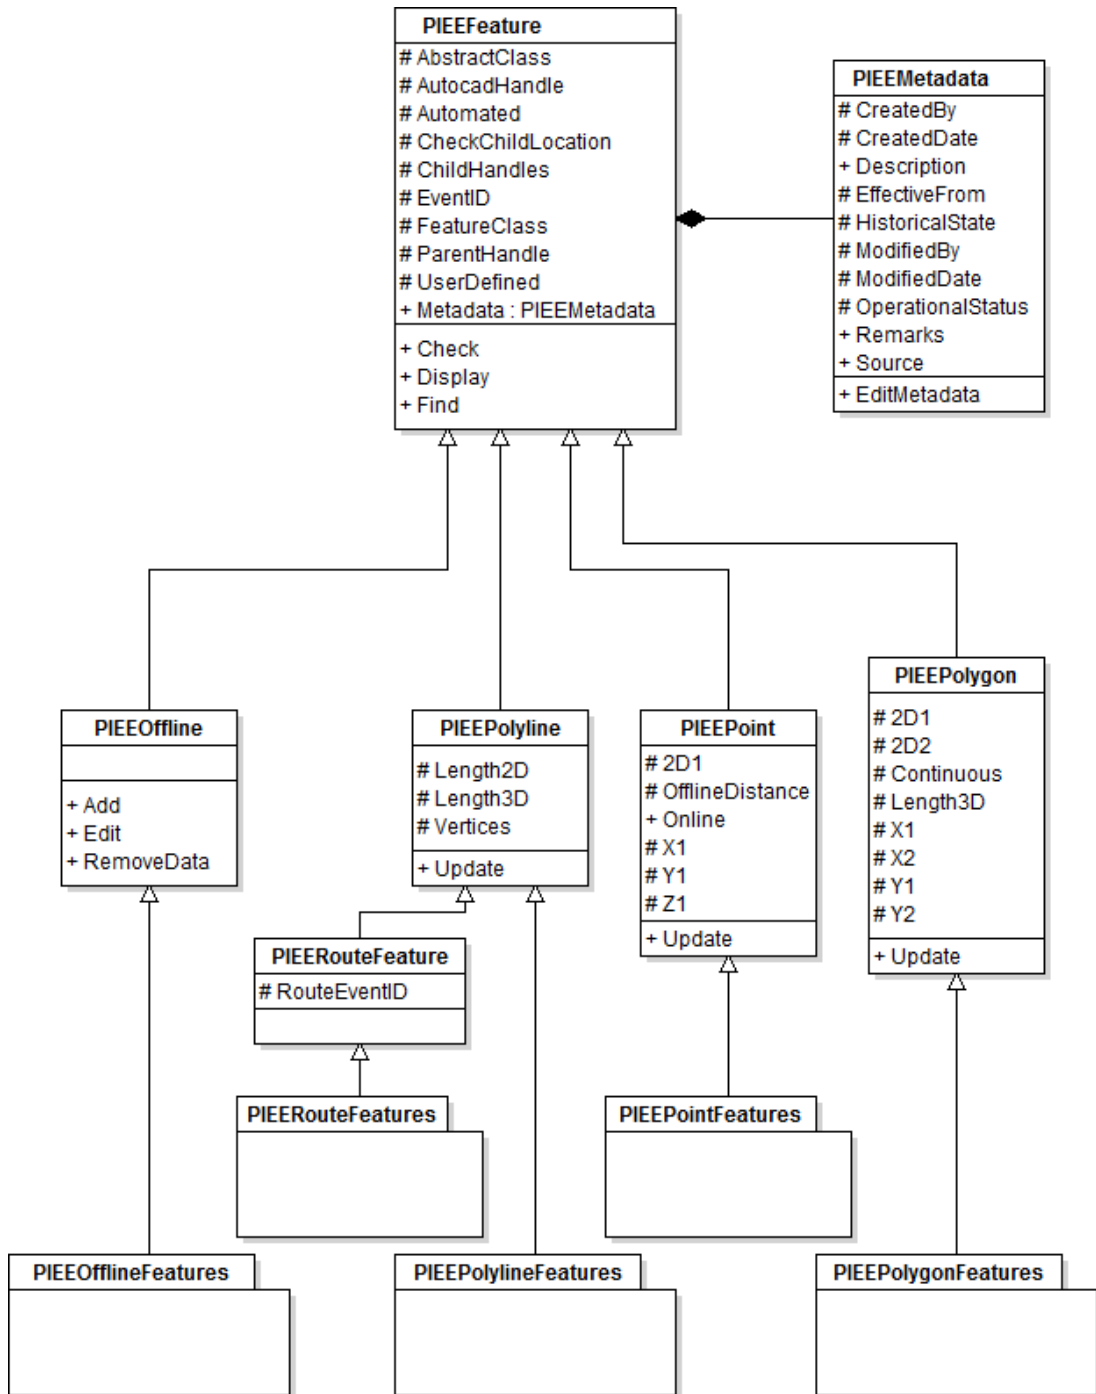 PIEEFeature
# AbstractClass
# AutocadHandle
# Automated
# CheckChildLocation
# ChildHandles
# EventID
# FeatureClass
# ParentHandle
# UserDefined
+ Metadata : PIEEMetadata
+ Check
+ Display
+ Find
PIEEMetadata
# CreatedBy
# CreatedDate
+ Description
# EffectiveFrom
# HistoricalState
# ModifiedBy
# ModifiedDate
# OperationalStatus
+ Remarks
+ Source
+ EditMetadata
PIEEOffline
+ Add
+ Edit
+ RemoveData
PIEEPolyline
# Length2D
# Length3D
# Vertices
+ Update
PIEEPoint
# 2D1
# OfflineDistance
+ Online
# X1
# Y1
# Z1
+ Update
PIEEPolygon
# 2D1
# 2D2
# Continuous
# Length3D
# X1
# X2
# Y1
# Y2
+ Update
PIEERouteFeature
# RouteEventID
PIEERouteFeatures
PIEEPointFeatures
PIEEOfflineFeatures
PIEEPolylineFeatures
PIEEPolygonFeatures